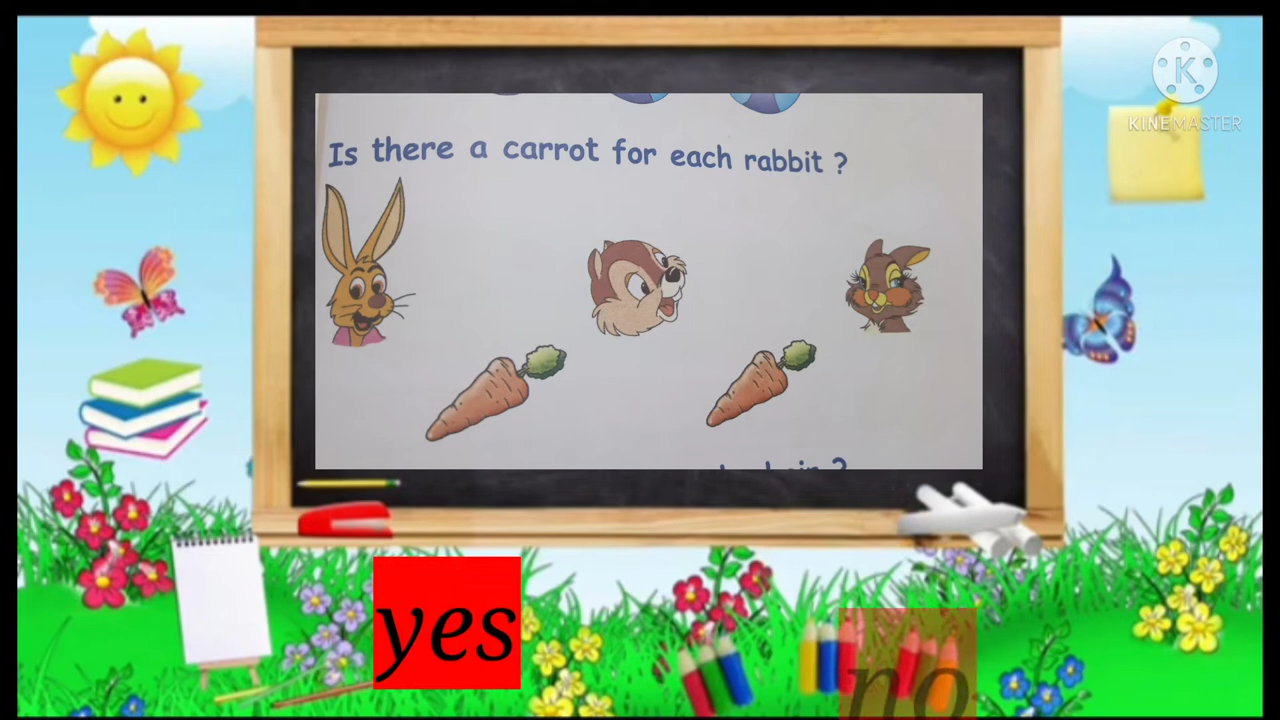 KINEMASTER
Is there a carrot for each rabbit ?
yes
no